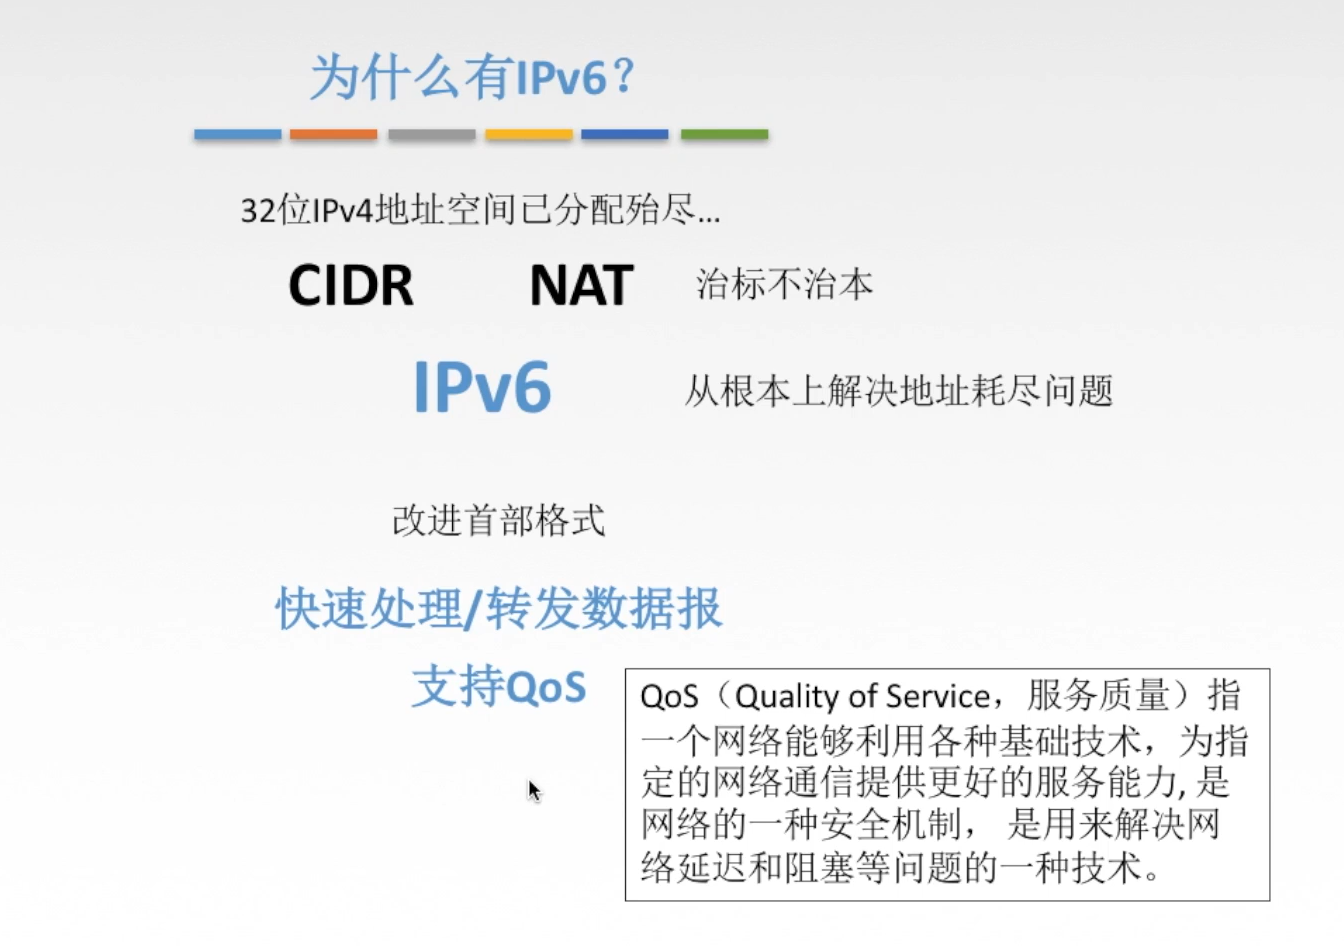 为什么有IPv6？
32位IPv4地址空间已分配殆尽...
CIDR NAT 治标不治本
IPv6 从根本上解决地址耗尽问题
改进首部格式
快速处理/转发数据报
支持QoS
QoS（Quality of Service，服务质量）指
一个网络能够利用各种基础技术，为指
定的网络通信提供更好的服务能力, 是
网络的一种安全机制， 是用来解决网
络延迟和阻塞等问题的一种技术。